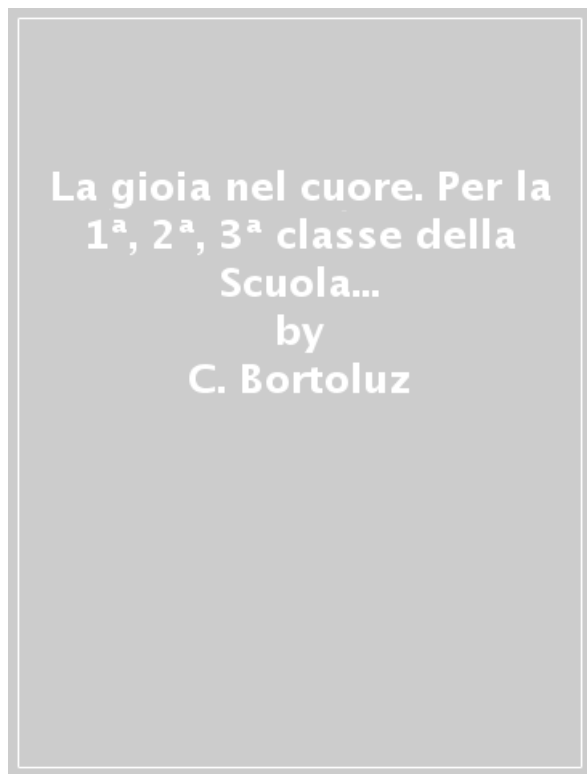 La gioia nel cuore. Per la
1ª, 2ª, 3ª classe della
Scuola...
by
C. Bortoluz